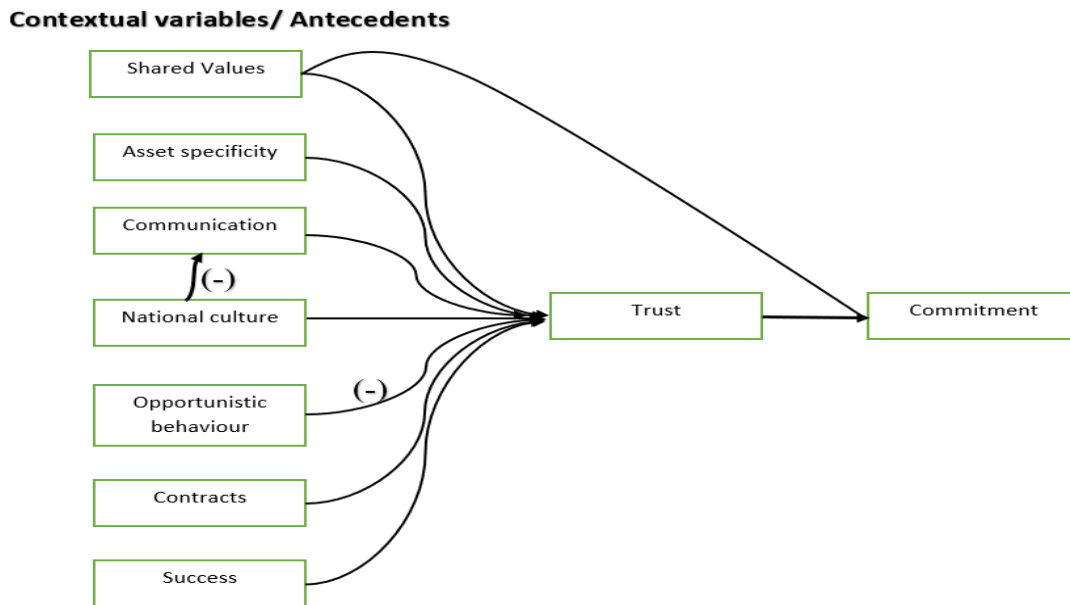 Contextual variables/ Antecedents
Shared Values
Asset specificity
Communication
(-)
National culture
Trust
Commitment
(-)
Opportunistic
behaviour
Contracts
Success